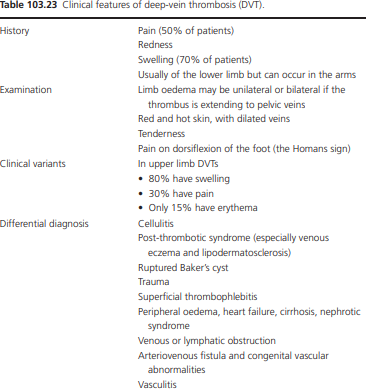 Table 103.23 Clinical features of deep-vein thrombosis (DVT).
History Pain (50% of patients)
Redness
Swelling (70% of patients)
Usually of the lower limb but can occur in the arms
Examination Limb oedema may be unilateral or bilateral if the
thrombus is extending to pelvic veins
Red and hot skin, with dilated veins
Tenderness
Pain on dorsiflexion of the foot (the Homans sign)
Clinical variants In upper limb DVTs
• 80% have swelling
• 30% have pain
• Only 15% have erythema
Differential diagnosis Cellulitis
Post-thrombotic syndrome (especially venous
eczema and lipodermatosclerosis)
Ruptured Baker's cyst
Trauma
Superficial thrombophlebitis
Peripheral oedema, heart failure, cirrhosis, nephrotic
syndrome
Venous or lymphatic obstruction
Arteriovenous fistula and congenital vascular
abnormalities
Vasculitis